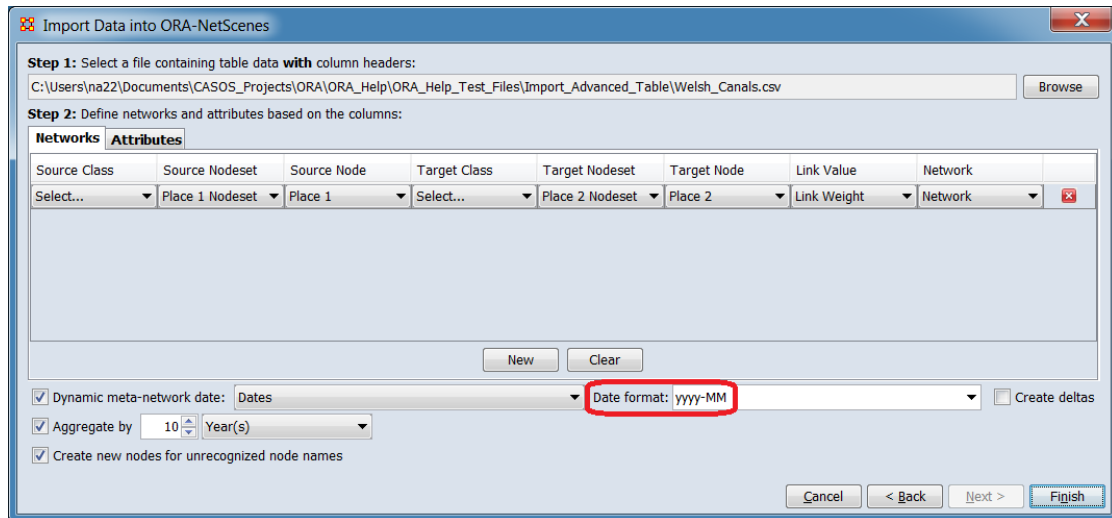 Import Data into ORA-NetScenes
Step 1: Select a file containing table data with column headers:
C:\Users\na22\Documents\CASOS_Projects\ORA\ORA_Help\ORA_Help_Test_Files\Import_Advanced_Table\Welsh_Canals.csv Browse
Step 2: Define networks and attributes based on the columns:
Networks Attributes
Source Class Source Nodeset Source Node Target Class Target Nodeset Target Node Link Value Network
Select... Place 1 Nodeset Place 1 Select... Place 2 Nodeset Place 2 Link Weight Network
New Clear
Dynamic meta-network date: Dates Date format: yyyy-MM Create deltas
Aggregate by 10 Year(s)
Create new nodes for unrecognized node names
Cancel < Back Next > Finish